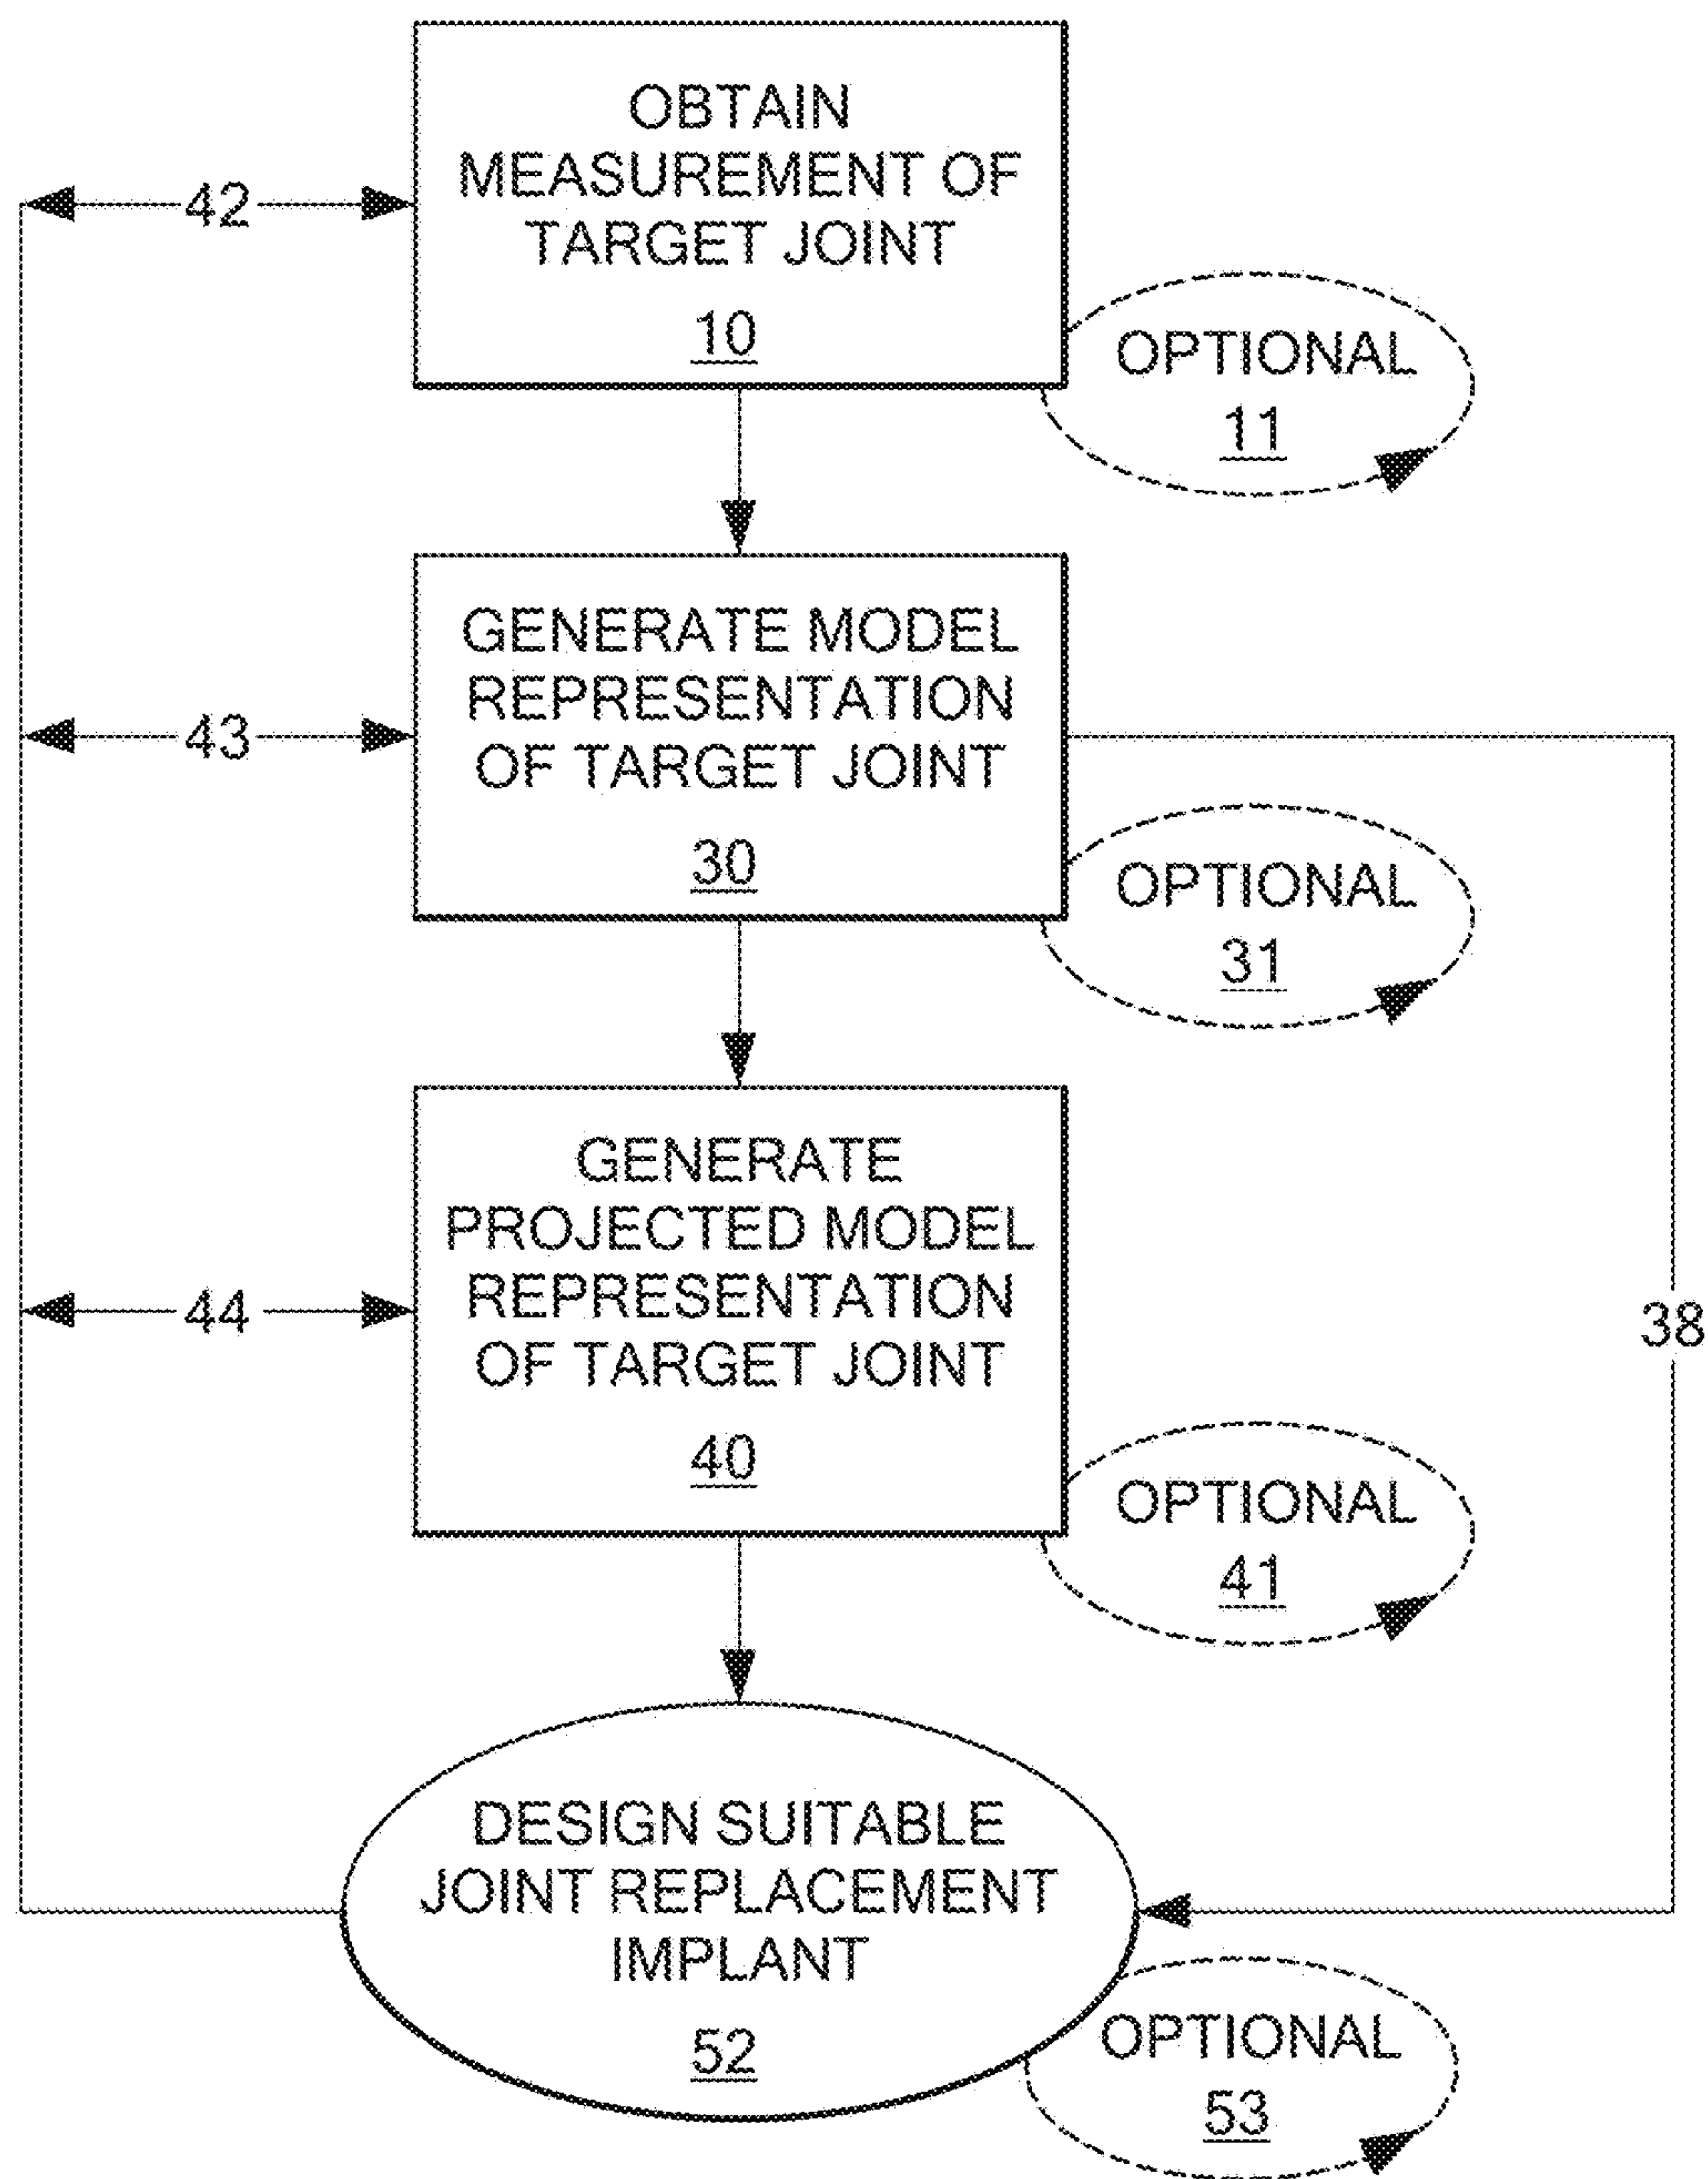 OBTAIN
MEASUREMENT OF
TARGET JOINT
10
42
OPTIONAL
11
GENERATE MODEL
REPRESENTATION
OF TARGET JOINT
30
43
OPTIONAL
31
GENERATE
PROJECTED MODEL
REPRESENTATION
OF TARGET JOINT
40
44
38
OPTIONAL
41
DESIGN SUITABLE
JOINT REPLACEMENT
IMPLANT
52
OPTIONAL
53